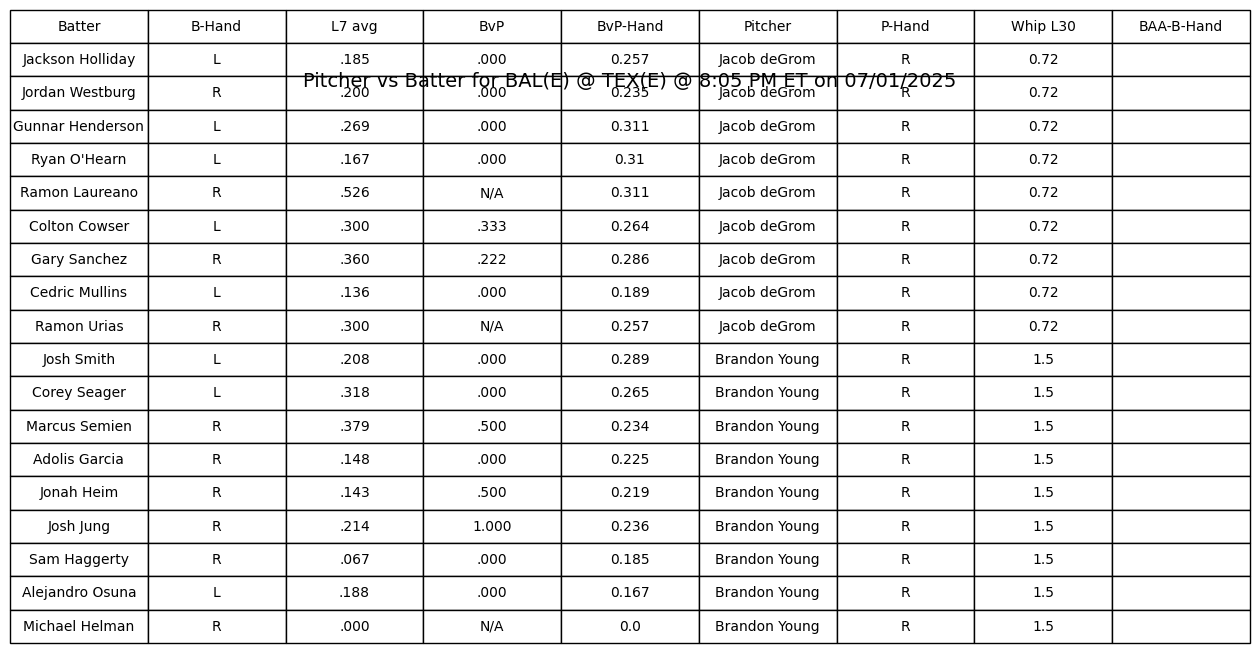 Batter B-Hand L7 avg BvP BvP-Hand Pitcher P-Hand Whip L30 BAA-B-Hand
Jackson Holliday L .185 .000 0.257 Jacob deGrom R 0.72
Pitcher vs Batter for BAL(E) @ TEX(E) @ 8:05 PM ET on 07/01/2025
Jordan Westburg R .200 .000 0.235 Jacob deGrom R 0.72
Gunnar Henderson L .269 .000 0.311 Jacob deGrom R 0.72
Ryan O'Hearn L .167 .000 0.31 Jacob deGrom R 0.72
Ramon Laureano R .526 N/A 0.311 Jacob deGrom R 0.72
Colton Cowser L .300 .333 0.264 Jacob deGrom R 0.72
Gary Sanchez R .360 .222 0.286 Jacob deGrom R 0.72
Cedric Mullins L .136 .000 0.189 Jacob deGrom R 0.72
Ramon Urias R .300 N/A 0.257 Jacob deGrom R 0.72
Josh Smith L .208 .000 0.289 Brandon Young R 1.5
Corey Seager L .318 .000 0.265 Brandon Young R 1.5
Marcus Semien R .379 .500 0.234 Brandon Young R 1.5
Adolis Garcia R .148 .000 0.225 Brandon Young R 1.5
Jonah Heim R .143 .500 0.219 Brandon Young R 1.5
Josh Jung R .214 1.000 0.236 Brandon Young R 1.5
Sam Haggerty R .067 .000 0.185 Brandon Young R 1.5
Alejandro Osuna L .188 .000 0.167 Brandon Young R 1.5
Michael Helman R .000 N/A 0.0 Brandon Young R 1.5